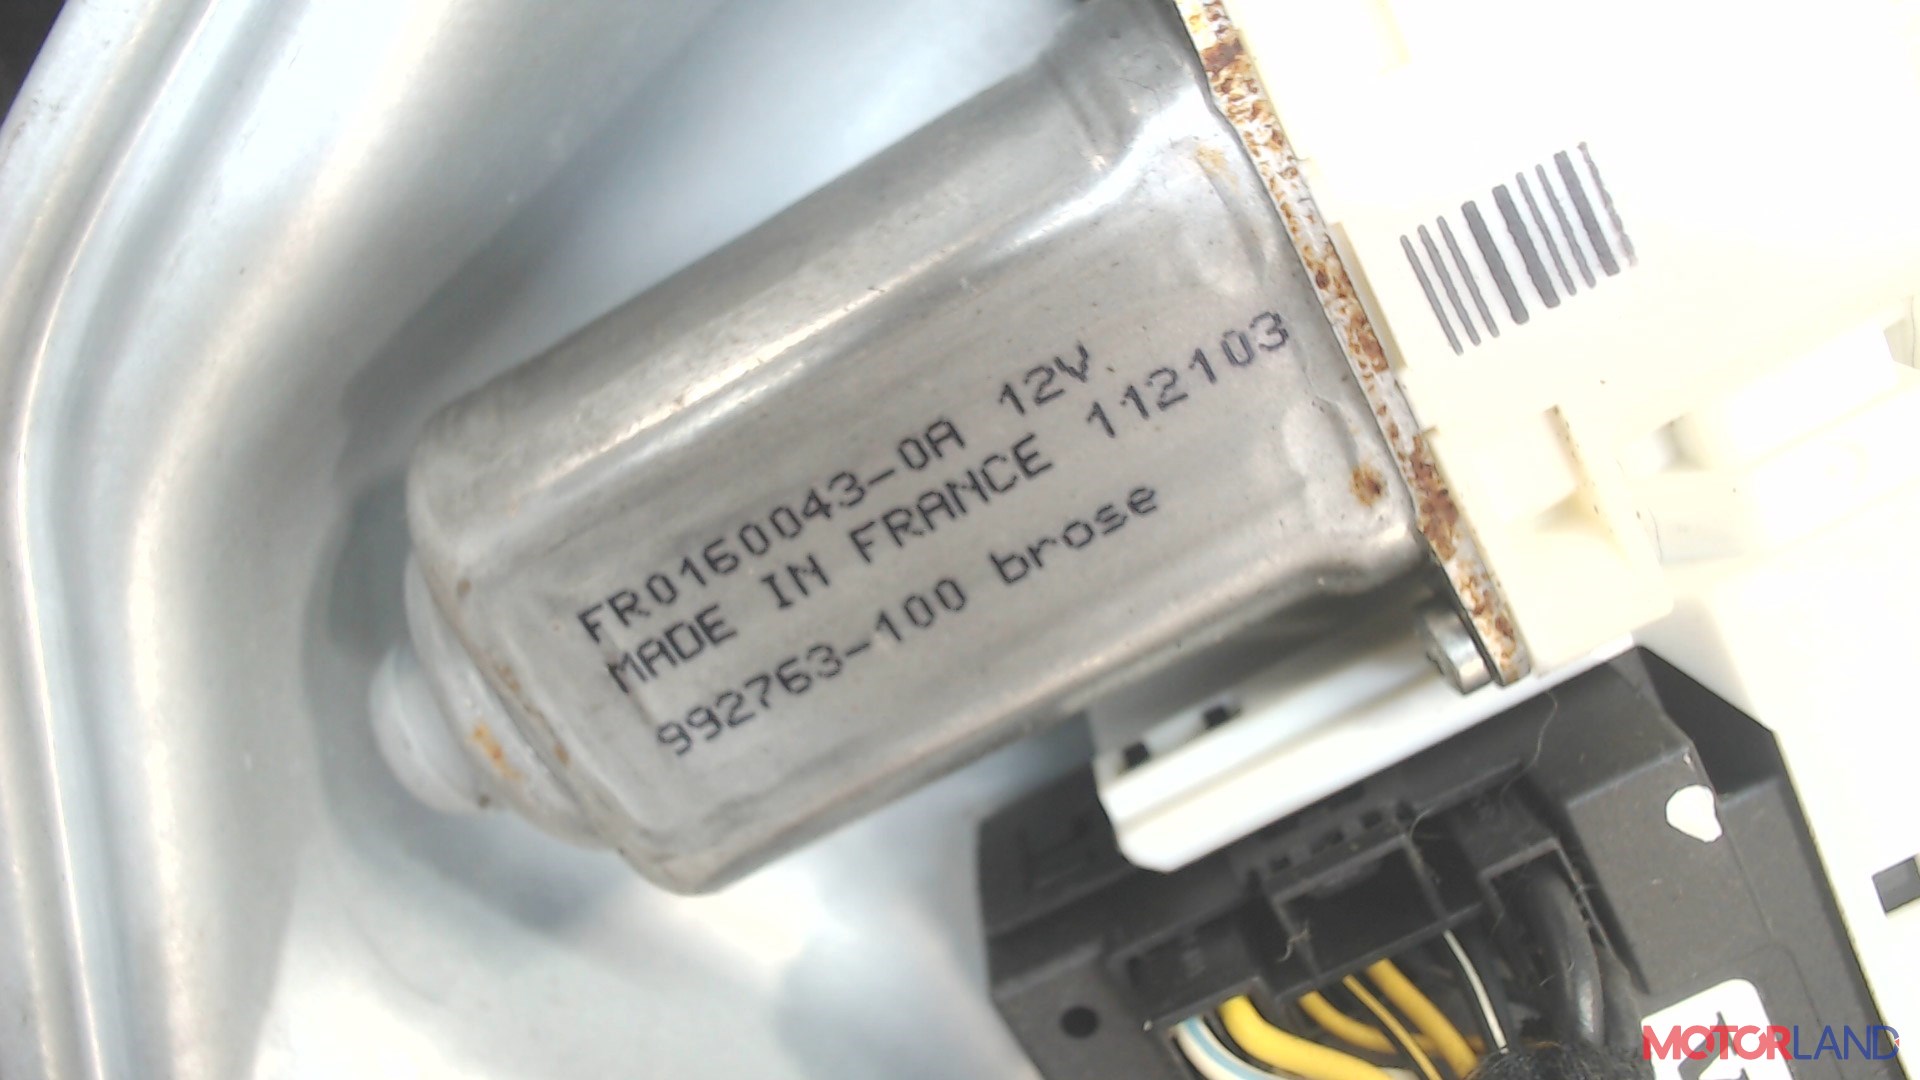 FR0160043-0A 12V.
MADE IN FRANCE 112103
992763-100 brose
MOTORLAND